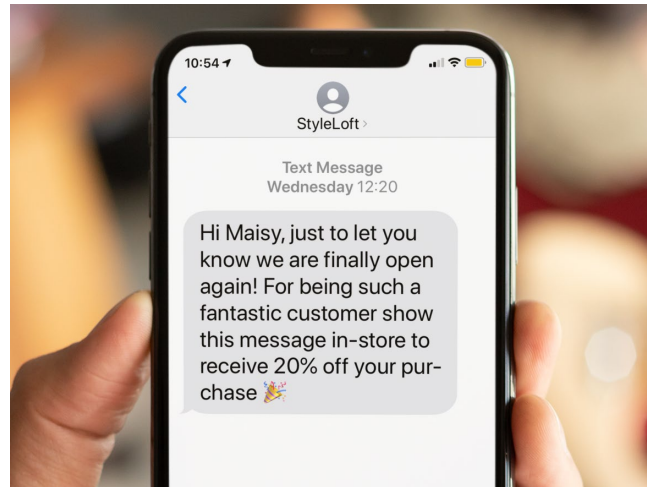 10:54
StyleLoft
Text Message
Wednesday 12:20
Hi Maisy, just to let you
know we are finally open
again! For being such a
fantastic customer show
this message in-store to
receive 20% off your pur-
chase 🎉